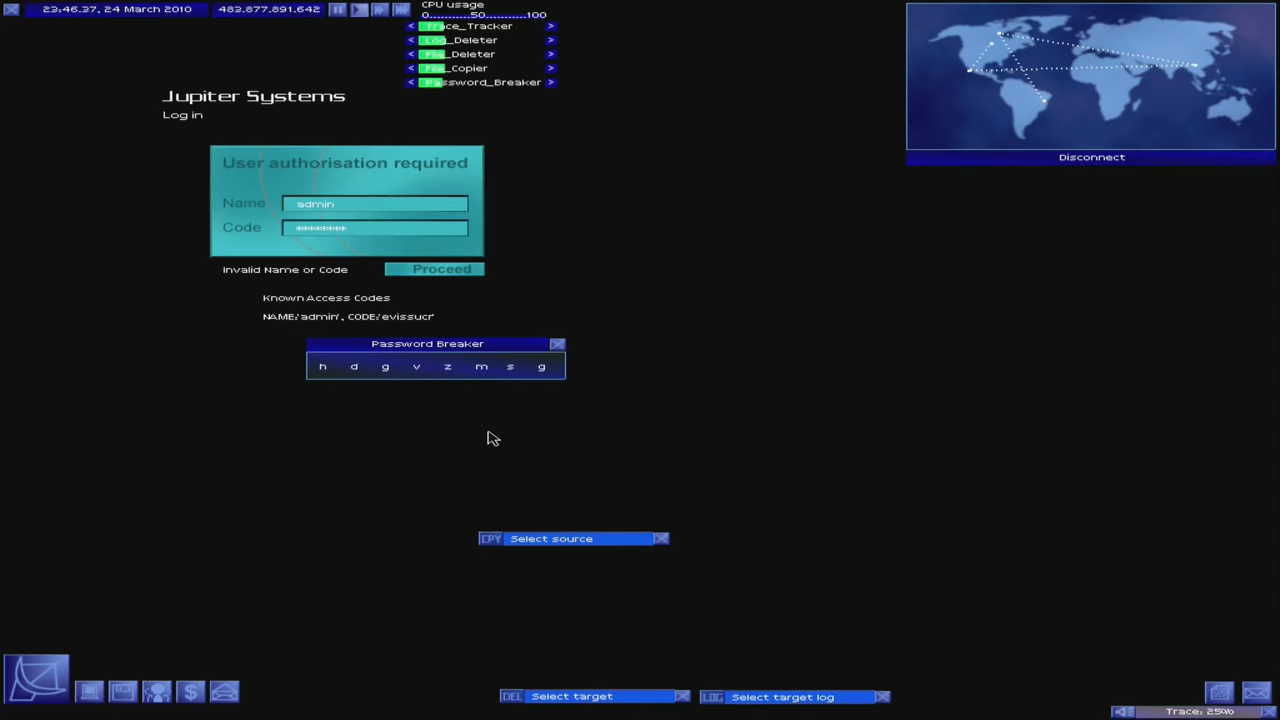 23:46.37, 24 March 2010
483.877.891.642
CPU usage
0...........50...........100
Trace_Tracker
Log_Deleter
File_Deleter
File_Copier
Password_Breaker
Jupiter Systems
Log in
User authorisation required
Name admin
Code *******
Invalid Name or Code
Proceed
Known Access Codes
NAME:'admin', CODE:'evissucr'
Password Breaker
h d g v z m s g
Disconnect
CPY Select source
DEL Select target
LOG Select target log
$
Trace: 25%